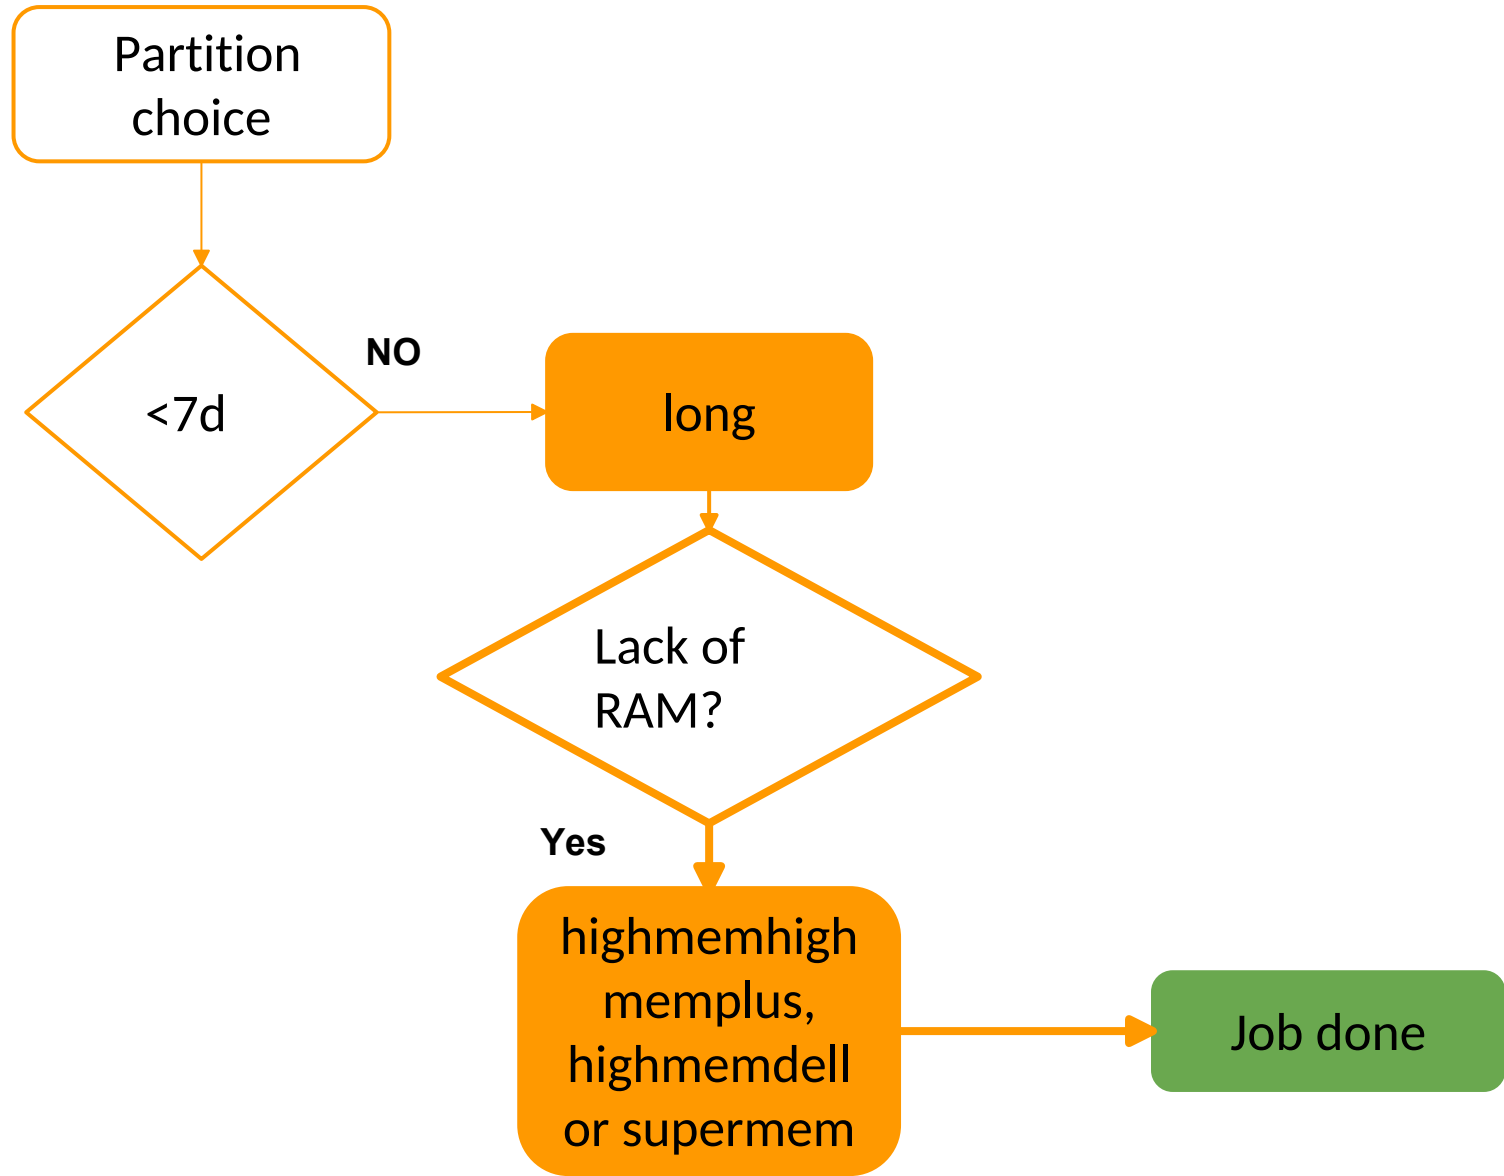 Partition
choice
NO
<7d
long
Lack of
RAM?
Yes
highmemhigh
memplus,
highmemdell
or supermem
Job done